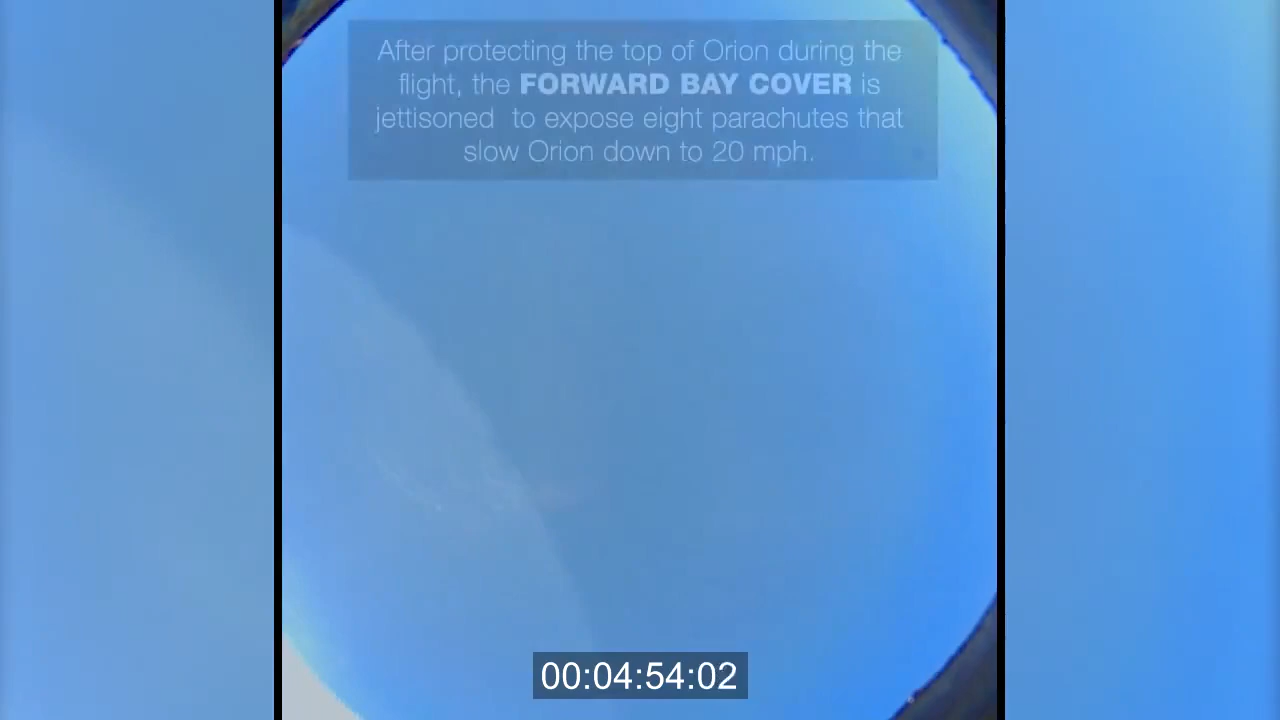 After protecting the top of Orion during the
flight, the FORWARD BAY COVER is
jettisoned  to expose eight parachutes that
slow Orion down to 20 mph.
00:04:54:02